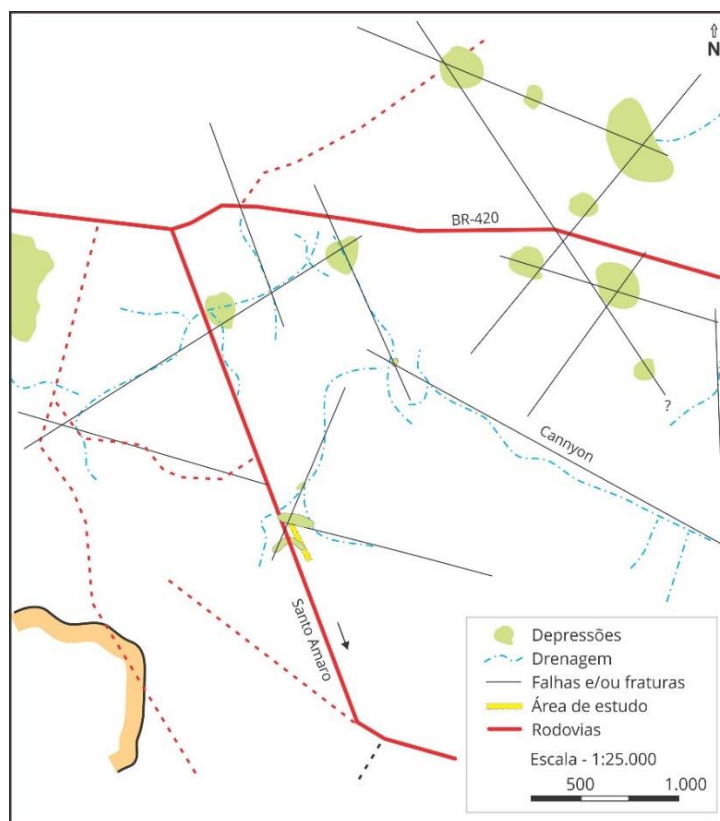 N
BR-420
Cannyon
?
Santo Amaro
Depressões
Drenagem
Falhas e/ou fraturas
Área de estudo
Rodovias
Escala - 1:25.000
500 1.000